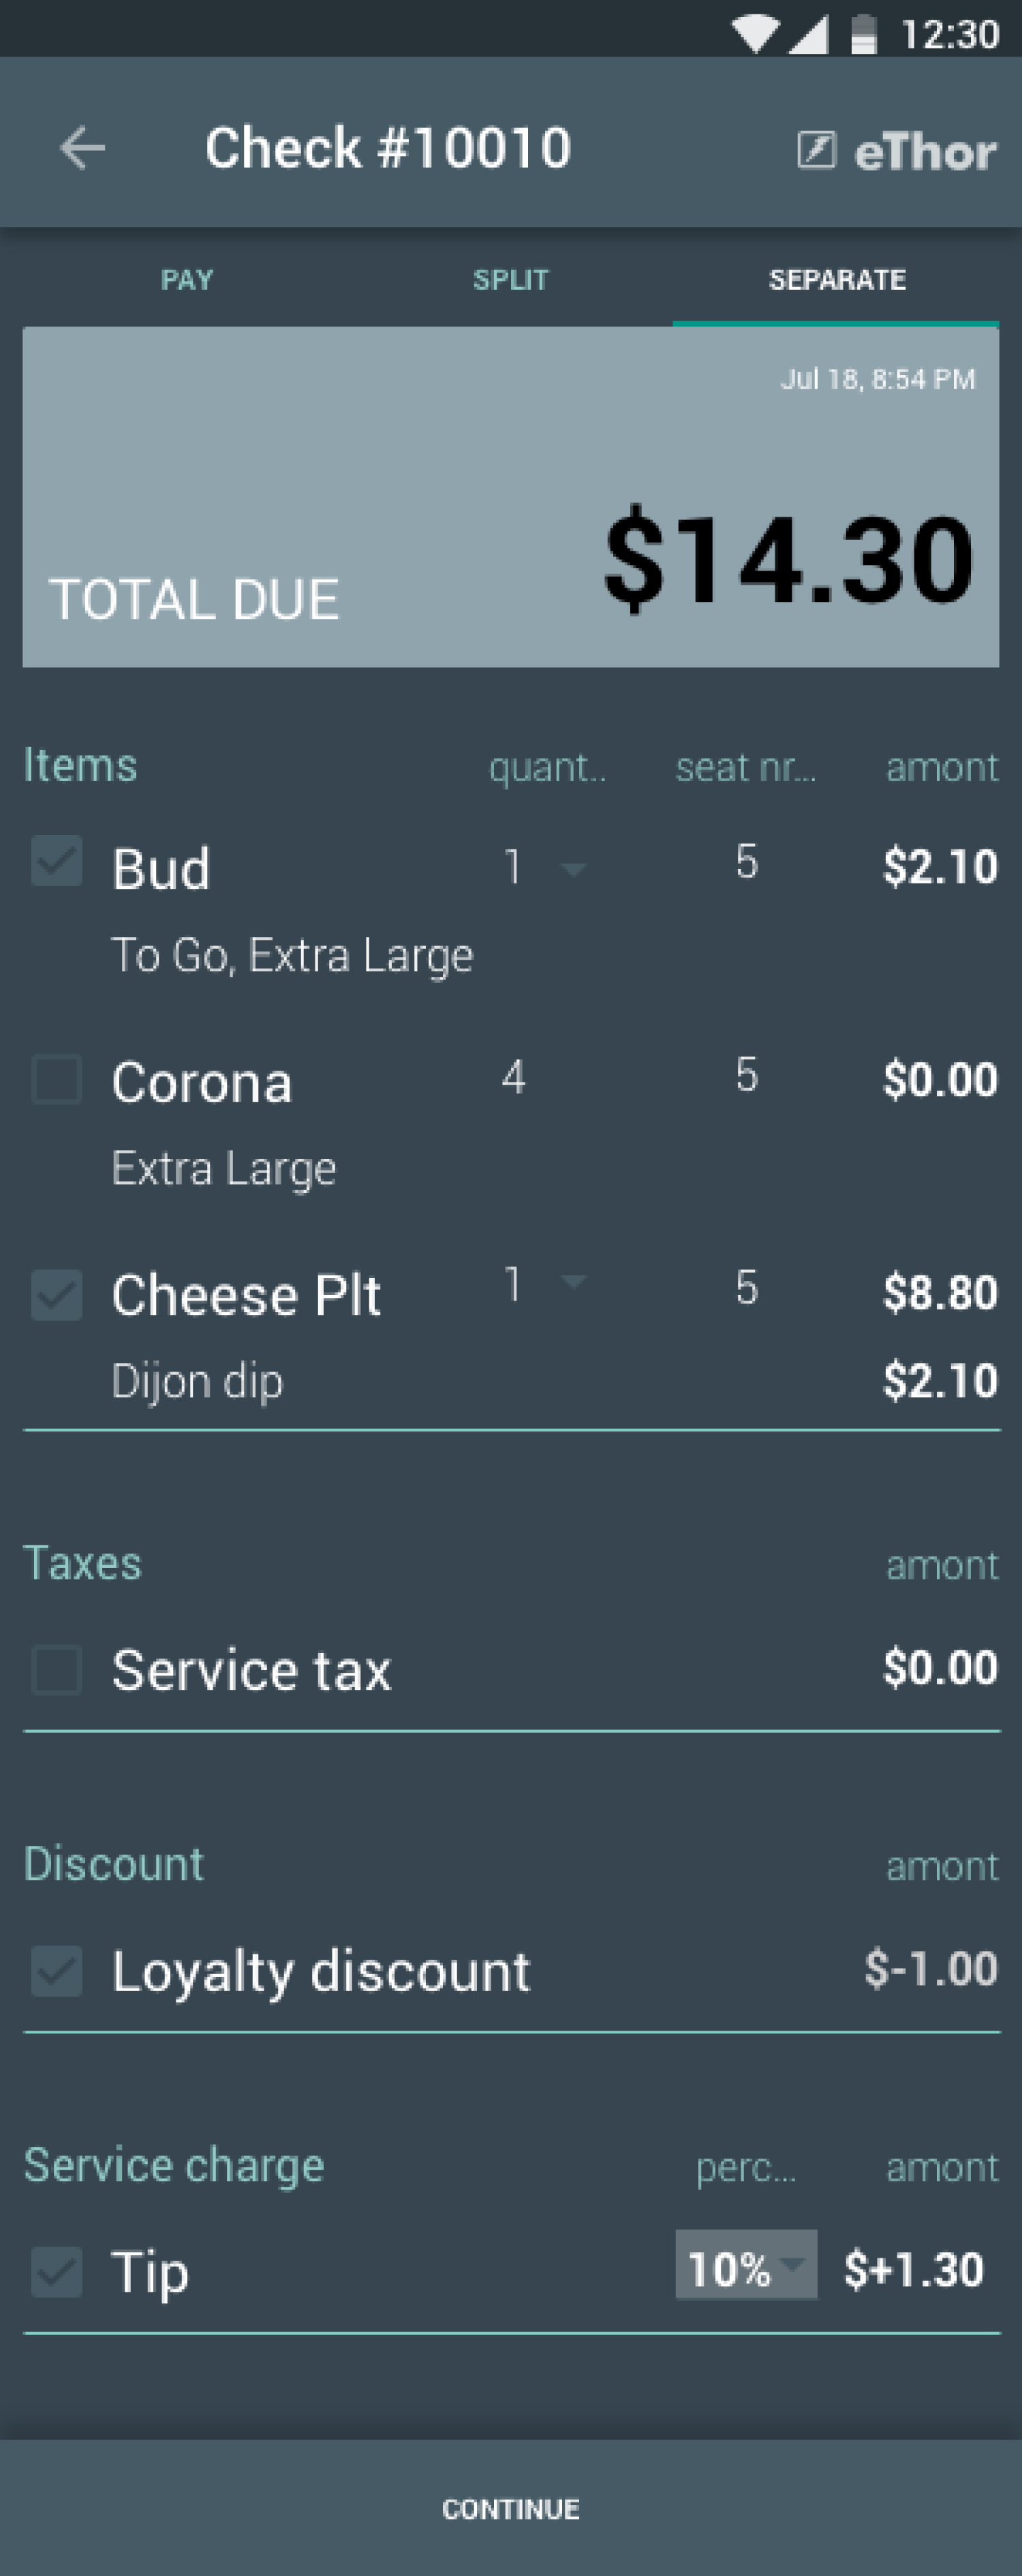 12:30
Check #10010 eThor
PAY SPLIT SEPARATE
Jul 18, 8:54 PM
TOTAL DUE $14.30
Items quant.. seat nr... amont
Bud 1 5 $2.10
To Go, Extra Large
Corona 4 5 $0.00
Extra Large
Cheese Plt 1 5 $8.80
Dijon dip $2.10
Taxes amont
Service tax $0.00
Discount amont
Loyalty discount $-1.00
Service charge perc... amont
Tip 10% $+1.30
CONTINUE